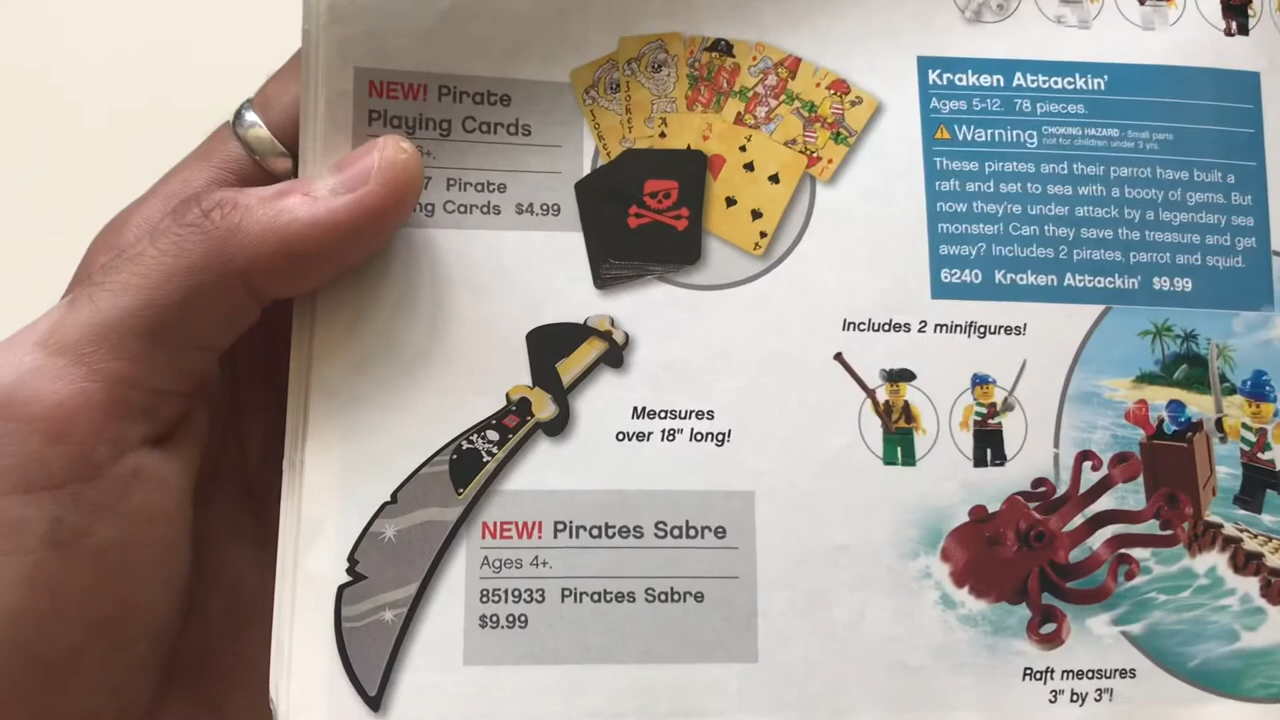 NEW! Pirate
Playing Cards
Pirate
Cards $4.99
JOKER
JOKER
A
4
4
Measures
over 18" long!
NEW! Pirates Sabre
Ages 4+.
851933 Pirates Sabre
$9.99
Kraken Attackin'
Ages 5-12. 78 pieces.
Warning CHOKING HAZARD - Small parts
not for children under 3 yrs.
These pirates and their parrot have built a
raft and set to sea with a booty of gems. But
now they're under attack by a legendary sea
monster! Can they save the treasure and get
away? Includes 2 pirates, parrot and squid.
6240 Kraken Attackin' $9.99
Includes 2 minifigures!
Raft measures
3" by 3"!